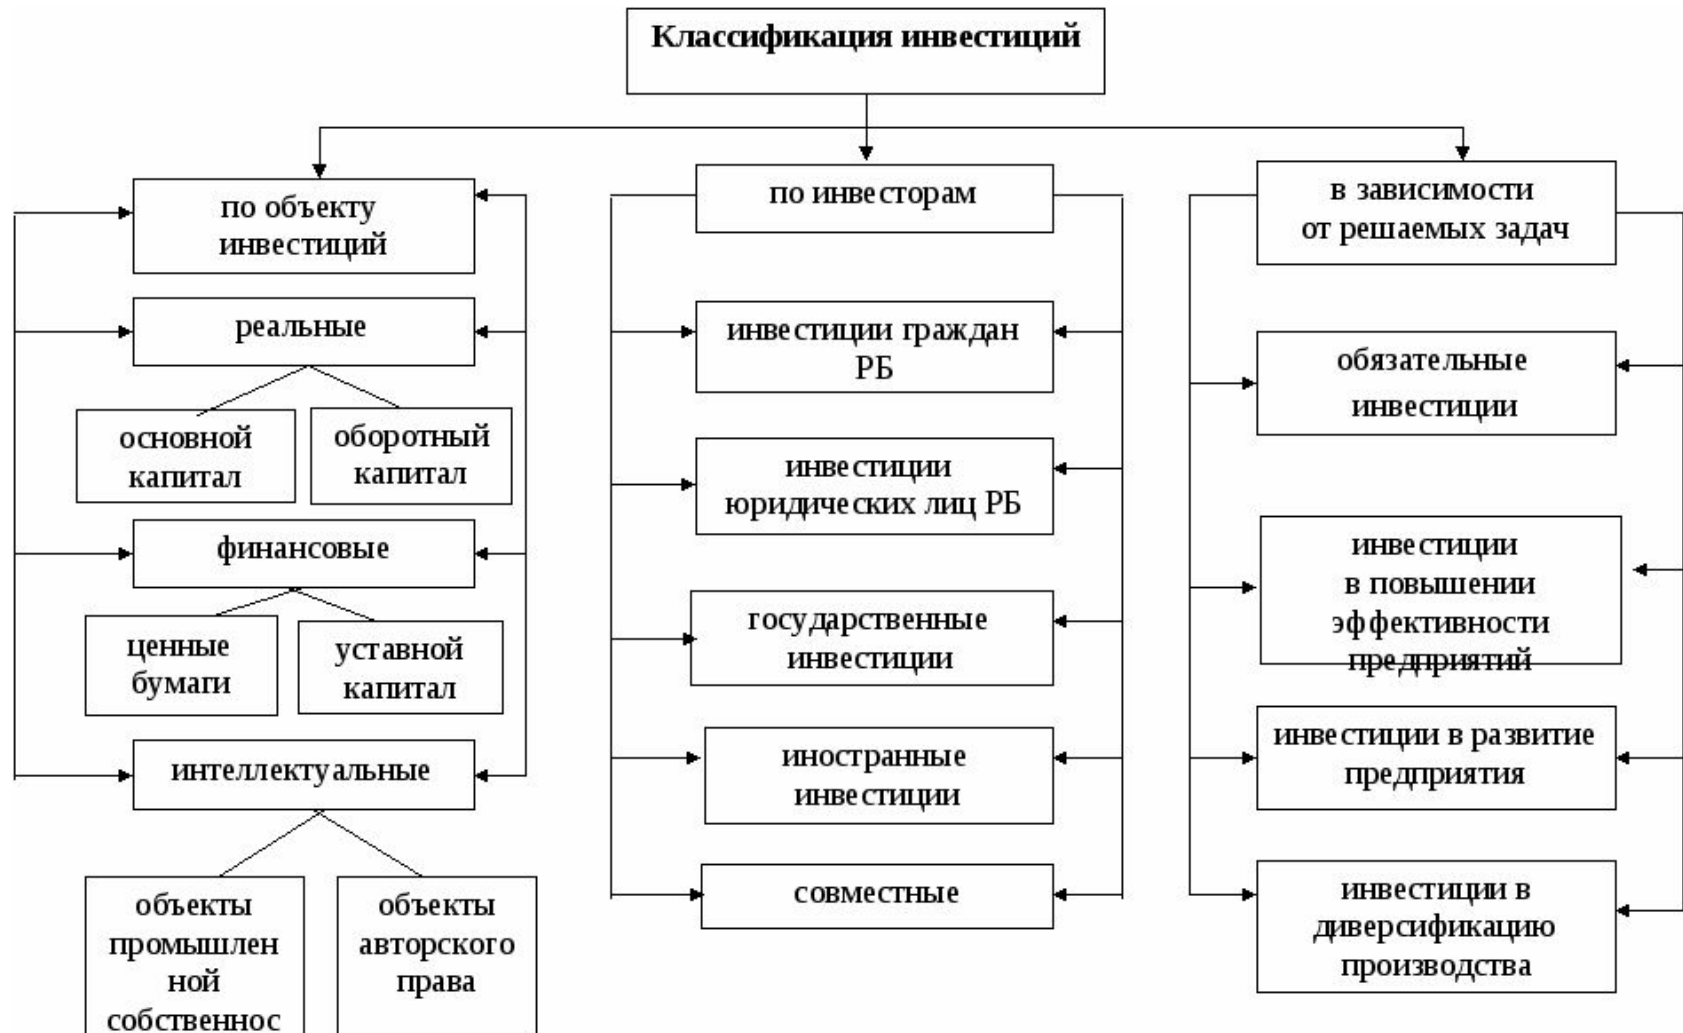 Классификация инвестиций
по объекту
инвестиций
реальные
основной
капитал
оборотный
капитал
финансовые
ценные
бумаги
уставной
капитал
интеллектуальные
объекты
промышлен
ной
собственнос
объекты
авторского
права
по инвесторам
инвестиции граждан
РБ
инвестиции
юридических лиц РБ
государственные
инвестиции
иностранные
инвестиции
совместные
в зависимости
от решаемых задач
обязательные
инвестиции
инвестиции
в повышении
эффективности
предприятий
инвестиции в развитие
предприятия
инвестиции в
диверсификацию
производства